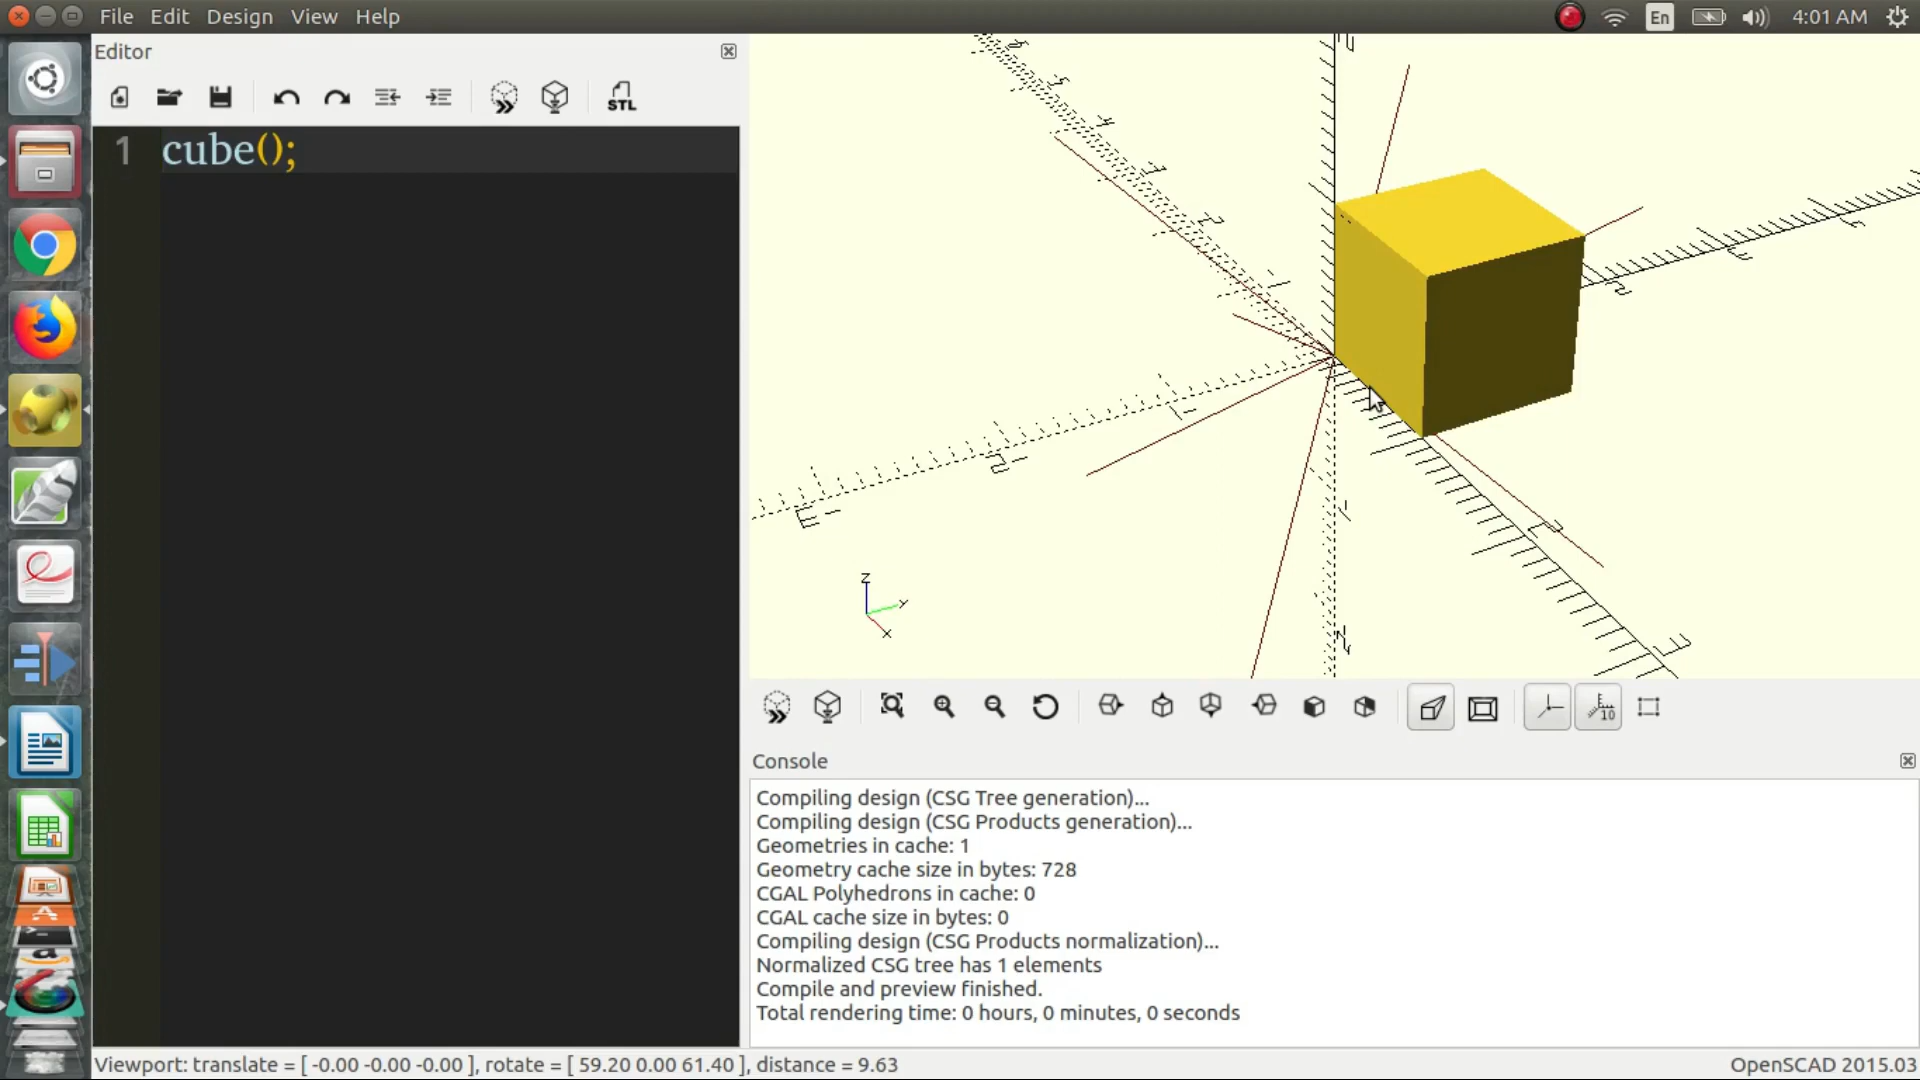 File Edit Design View Help
En
4:01 AM
Editor
STL
1 cube();
Z
Y
X
10
Console
Compiling design (CSG Tree generation)...
Compiling design (CSG Products generation)...
Geometries in cache: 1
Geometry cache size in bytes: 728
CGAL Polyhedrons in cache: 0
CGAL cache size in bytes: 0
Compiling design (CSG Products normalization)...
Normalized CSG tree has 1 elements
Compile and preview finished.
Total rendering time: 0 hours, 0 minutes, 0 seconds
Viewport: translate = [ -0.00 -0.00 -0.00 ], rotate = [ 59.20 0.00 61.40 ], distance = 9.63
OpenSCAD 2015.03